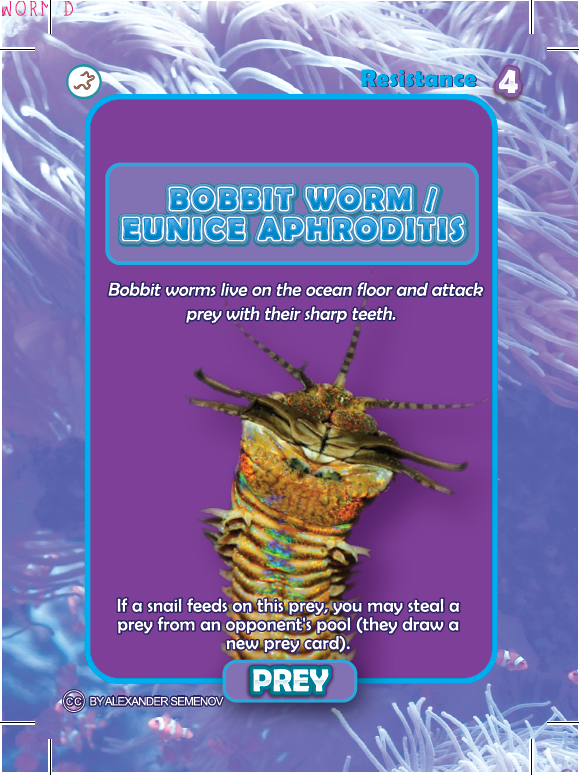 WORM D
Resistance 4
BOBBIT WORM /
EUNICE APHRODITIS
Bobbit worms live on the ocean floor and attack
prey with their sharp teeth.
If a snail feeds on this prey, you may steal a
prey from an opponent's pool (they draw a
new prey card).
PREY
CC BY ALEXANDER SEMENOV